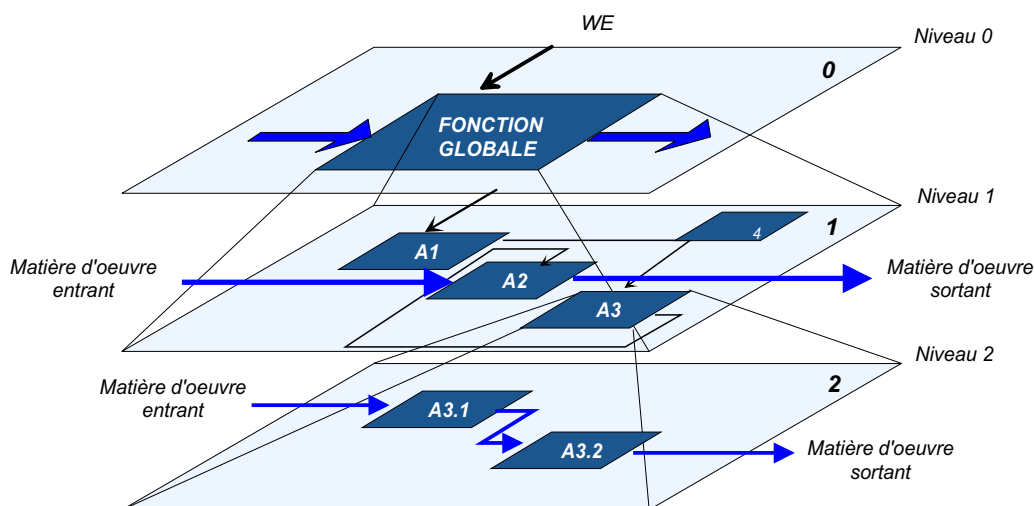 WE
Niveau 0
0
FONCTION
GLOBALE
Niveau 1
1
4
A1
Matière d'oeuvre
entrant
A2
Matière d'oeuvre
sortant
A3
Niveau 2
2
Matière d'oeuvre
entrant
A3.1
A3.2
Matière d'oeuvre
sortant